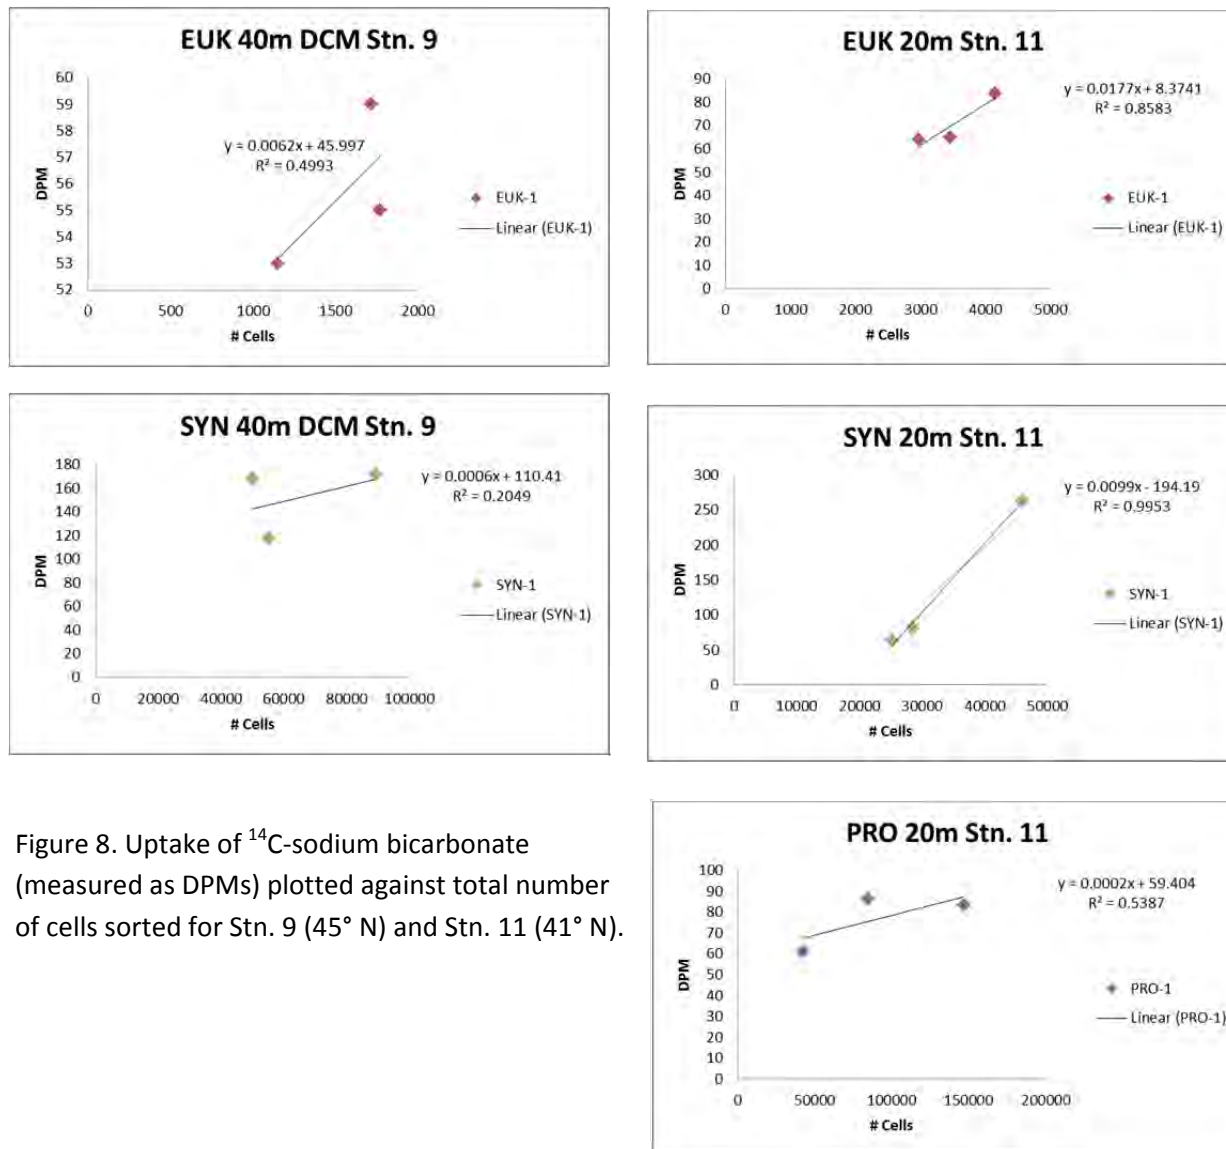 EUK 40m DCM Stn. 9
60
59
58
57
56
55
54
53
52
DPM
y = 0.0062x + 45.997
R² = 0.4993
EUK-1
Linear (EUK-1)
0 500 1000 1500 2000
# Cells
EUK 20m Stn. 11
90
80
70
60
50
40
30
20
10
0
DPM
y = 0.0177x + 8.3741
R² = 0.8583
EUK-1
Linear (EUK-1)
0 1000 2000 3000 4000 5000
# Cells
SYN 40m DCM Stn. 9
180
160
140
120
100
80
60
40
20
0
DPM
y = 0.0006x + 110.41
R² = 0.2049
SYN-1
Linear (SYN-1)
0 20000 40000 60000 80000 100000
# Cells
SYN 20m Stn. 11
300
250
200
150
100
50
0
DPM
y = 0.0099x - 194.19
R² = 0.9953
SYN-1
Linear (SYN-1)
0 10000 20000 30000 40000 50000
# Cells
Figure 8. Uptake of ¹⁴C-sodium bicarbonate
(measured as DPMs) plotted against total number
of cells sorted for Stn. 9 (45° N) and Stn. 11 (41° N).
PRO 20m Stn. 11
100
90
80
70
60
50
40
30
20
10
0
DPM
y = 0.0002x + 59.404
R² = 0.5387
PRO-1
Linear (PRO-1)
0 50000 100000 150000 200000
# Cells